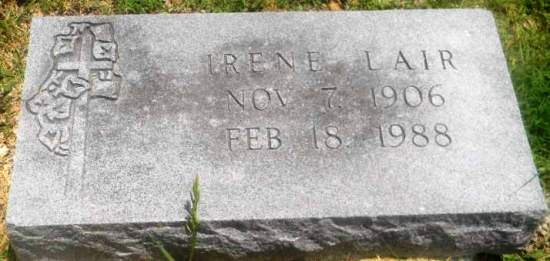 IRENE LAIR
NOV 7, 1906
FEB 18, 1988